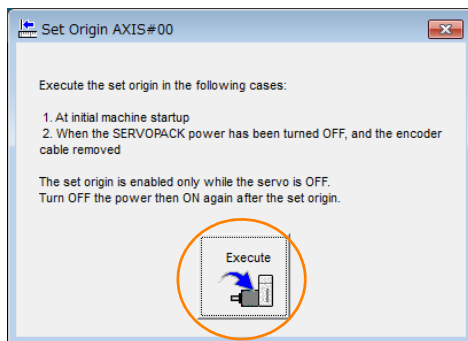 Set Origin AXIS#00
Execute the set origin in the following cases:
1. At initial machine startup
2. When the SERVOPACK power has been turned OFF, and the encoder
cable removed
The set origin is enabled only while the servo is OFF.
Turn OFF the power then ON again after the set origin.
Execute